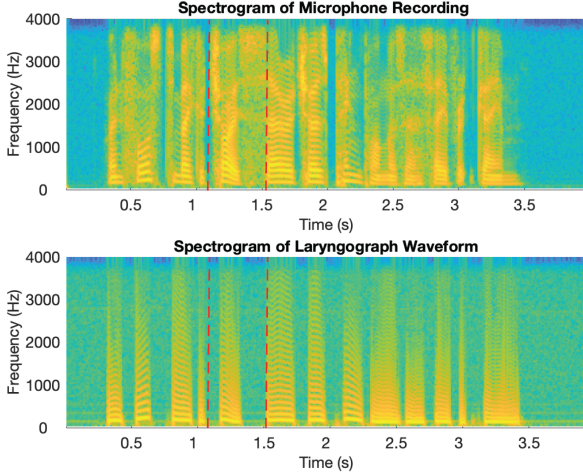 Spectrogram of Microphone Recording
4000
3000
2000
1000
0
Frequency (Hz)
0.5 1 1.5 2 2.5 3 3.5
Time (s)
Spectrogram of Laryngograph Waveform
4000
3000
2000
1000
0
Frequency (Hz)
0.5 1 1.5 2 2.5 3 3.5
Time (s)